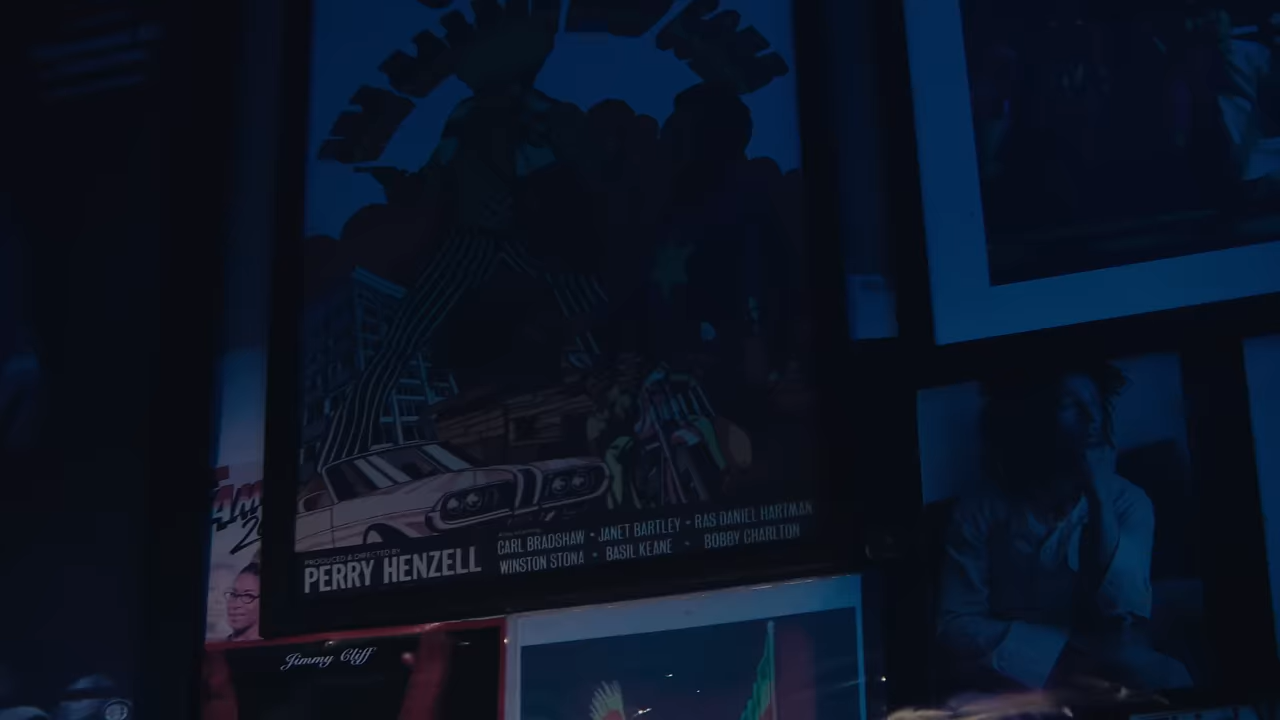 PRODUCED & DIRECTED BY
PERRY HENZELL
CARL BRADSHAW • JANET BARTLEY • RAS DANIEL HARTMAN
WINSTON STONA • BASIL KEANE • BOBBY CHARLTON
Jimmy Cliff